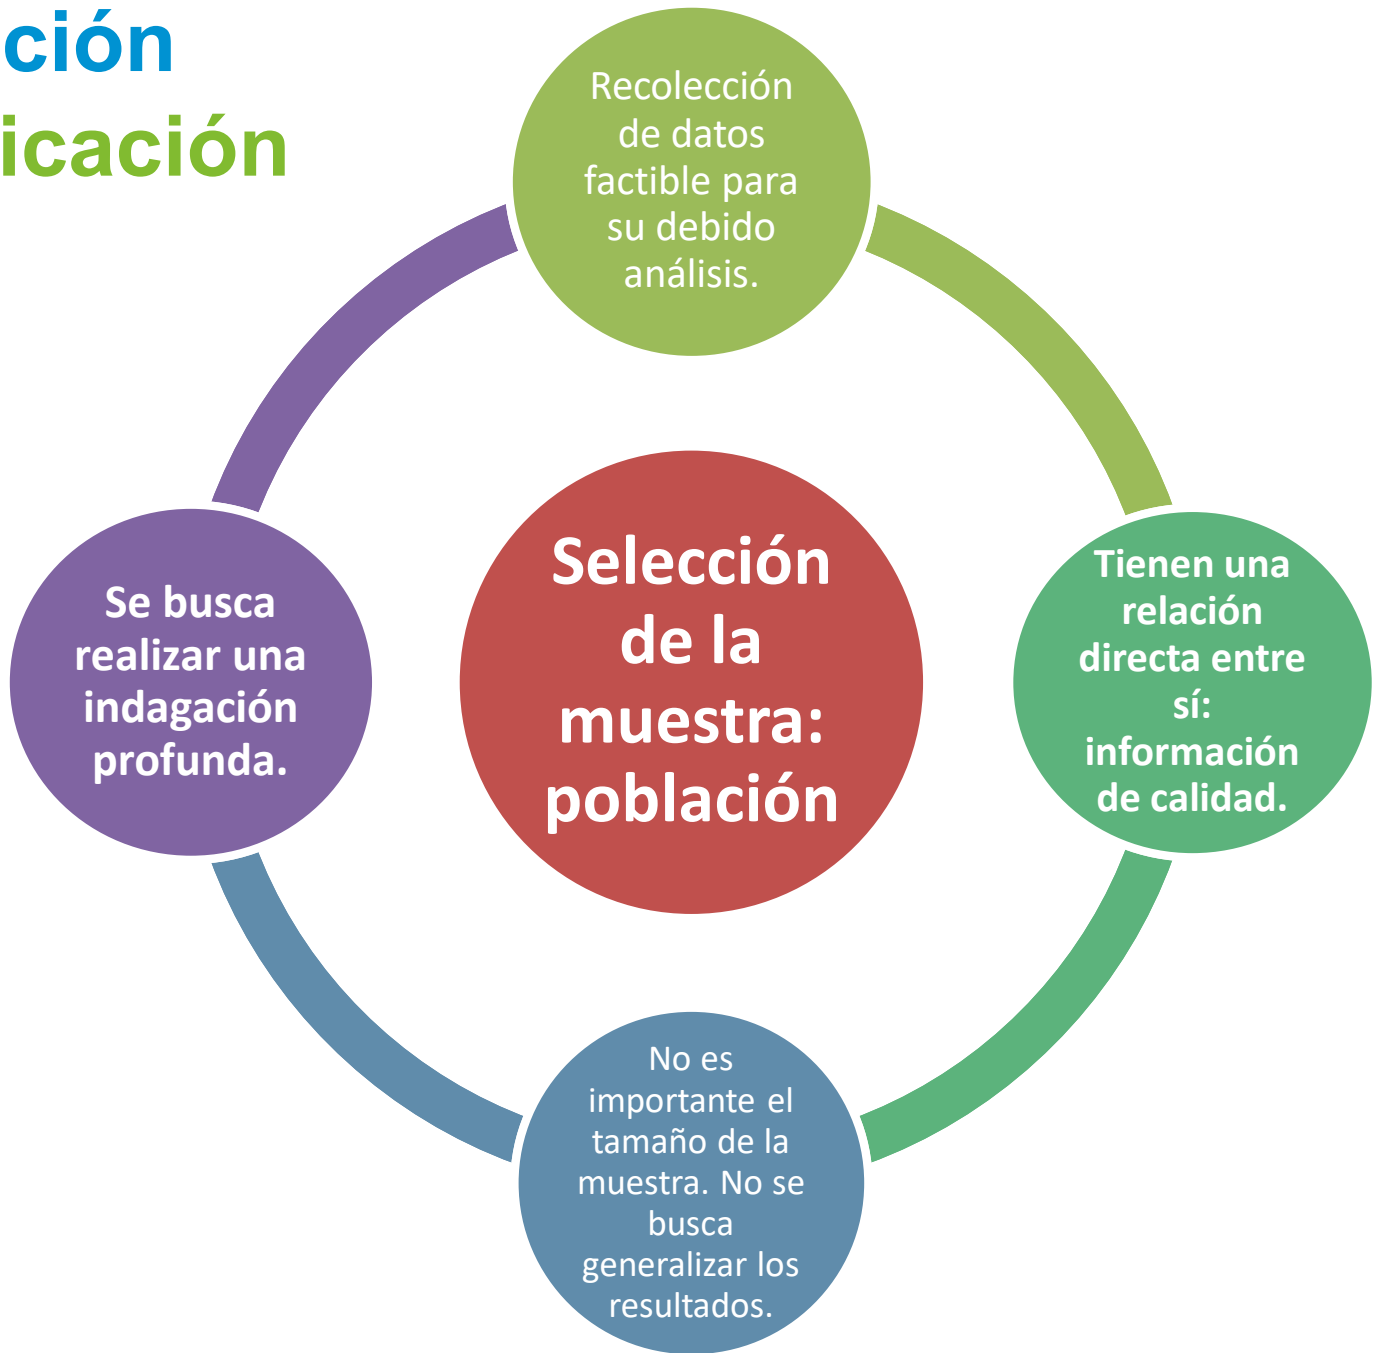 ción
icación
Recolección
de datos
factible para
su debido
análisis.
Tienen una
relación
directa entre
sí:
información
de calidad.
No es
importante el
tamaño de la
muestra. No se
busca
generalizar los
resultados.
Se busca
realizar una
indagación
profunda.
Selección
de la
muestra:
población